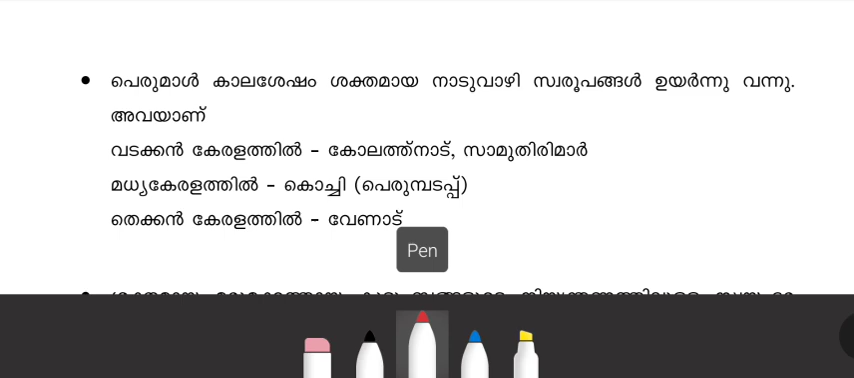 • പെരുമാൾ കാലശേഷം ശക്തമായ നാടുവാഴി സ്വരൂപങ്ങൾ ഉയർന്നു വന്നു.
അവയാണ്
വടക്കൻ കേരളത്തിൽ – കോലത്ത്നാട്, സാമുതിരിമാർ
മധ്യകേരളത്തിൽ – കൊച്ചി (പെരുമ്പടപ്പ്)
തെക്കൻ കേരളത്തിൽ – വേണാട്
Pen